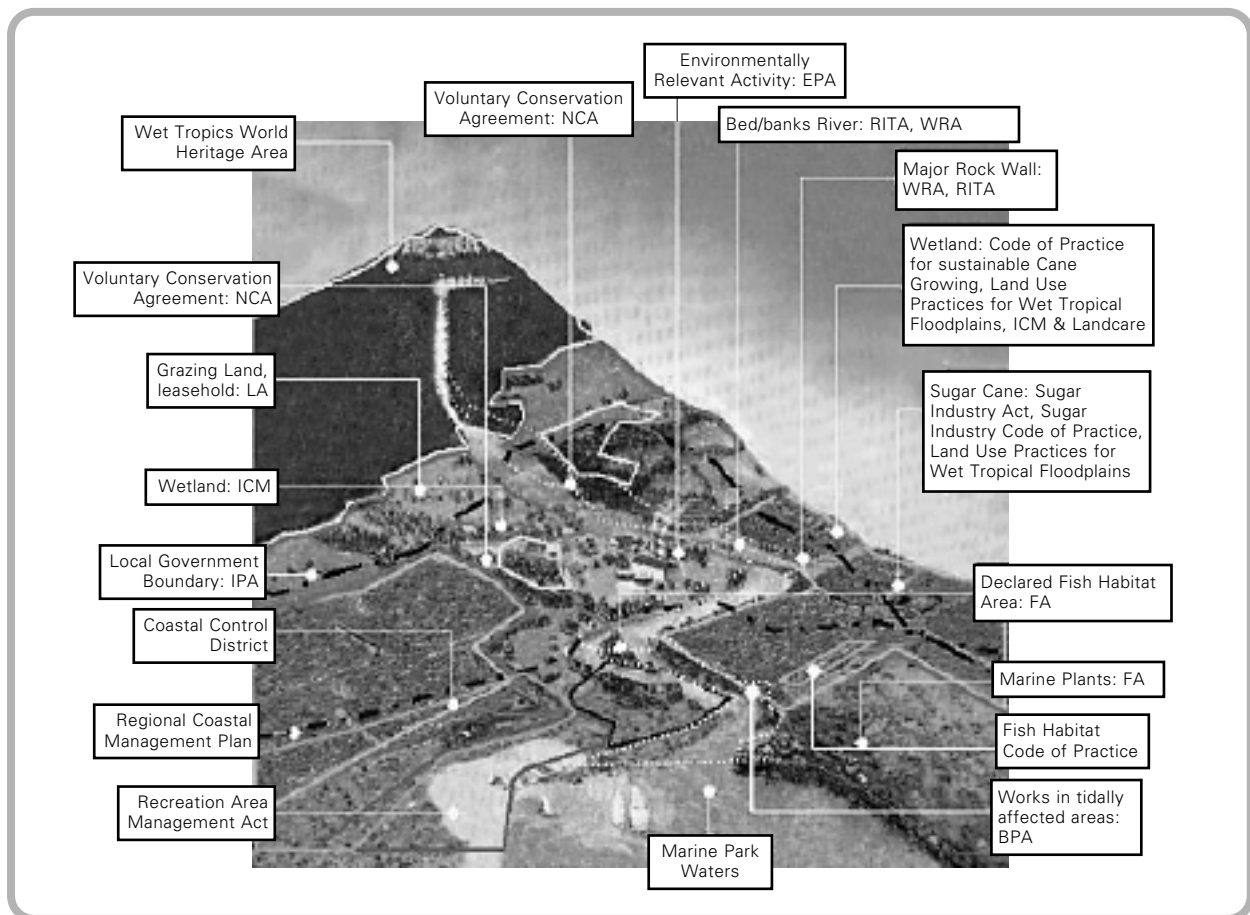 Environmentally
Relevant Activity: EPA
Voluntary Conservation
Agreement: NCA
Bed/banks River: RITA, WRA
Wet Tropics World
Heritage Area
Major Rock Wall:
WRA, RITA
Wetland: Code of Practice
for sustainable Cane
Growing, Land Use
Practices for Wet Tropical
Floodplains, ICM & Landcare
Voluntary Conservation
Agreement: NCA
Grazing Land,
leasehold: LA
Sugar Cane: Sugar
Industry Act, Sugar
Industry Code of Practice,
Land Use Practices for
Wet Tropical Floodplains
Wetland: ICM
Local Government
Boundary: IPA
Declared Fish Habitat
Area: FA
Coastal Control
District
Marine Plants: FA
Regional Coastal
Management Plan
Fish Habitat
Code of Practice
Recreation Area
Management Act
Works in tidally
affected areas:
BPA
Marine Park
Waters